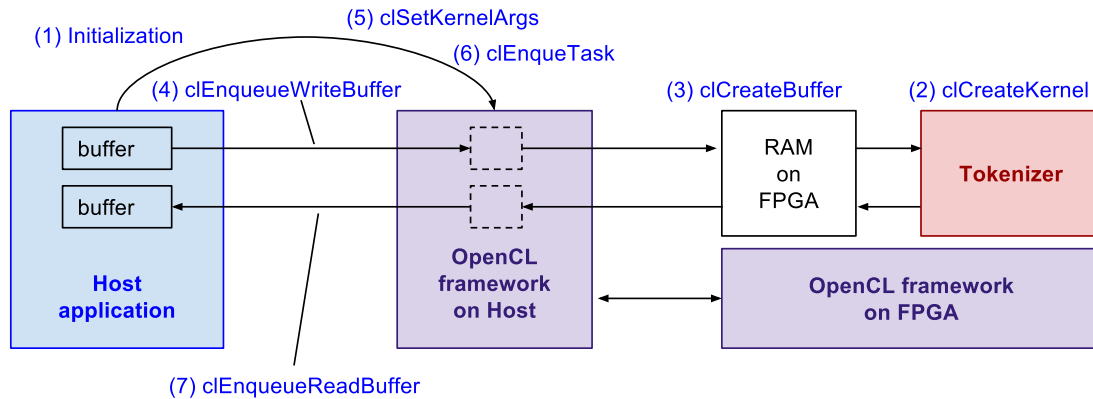 (5) clSetKernelArgs
(1) Initialization
(6) clEnqueTask
(4) clEnqueueWriteBuffer
(3) clCreateBuffer
(2) clCreateKernel
buffer
buffer
Host
application
OpenCL
framework
on Host
RAM
on
FPGA
Tokenizer
OpenCL framework
on FPGA
(7) clEnqueueReadBuffer